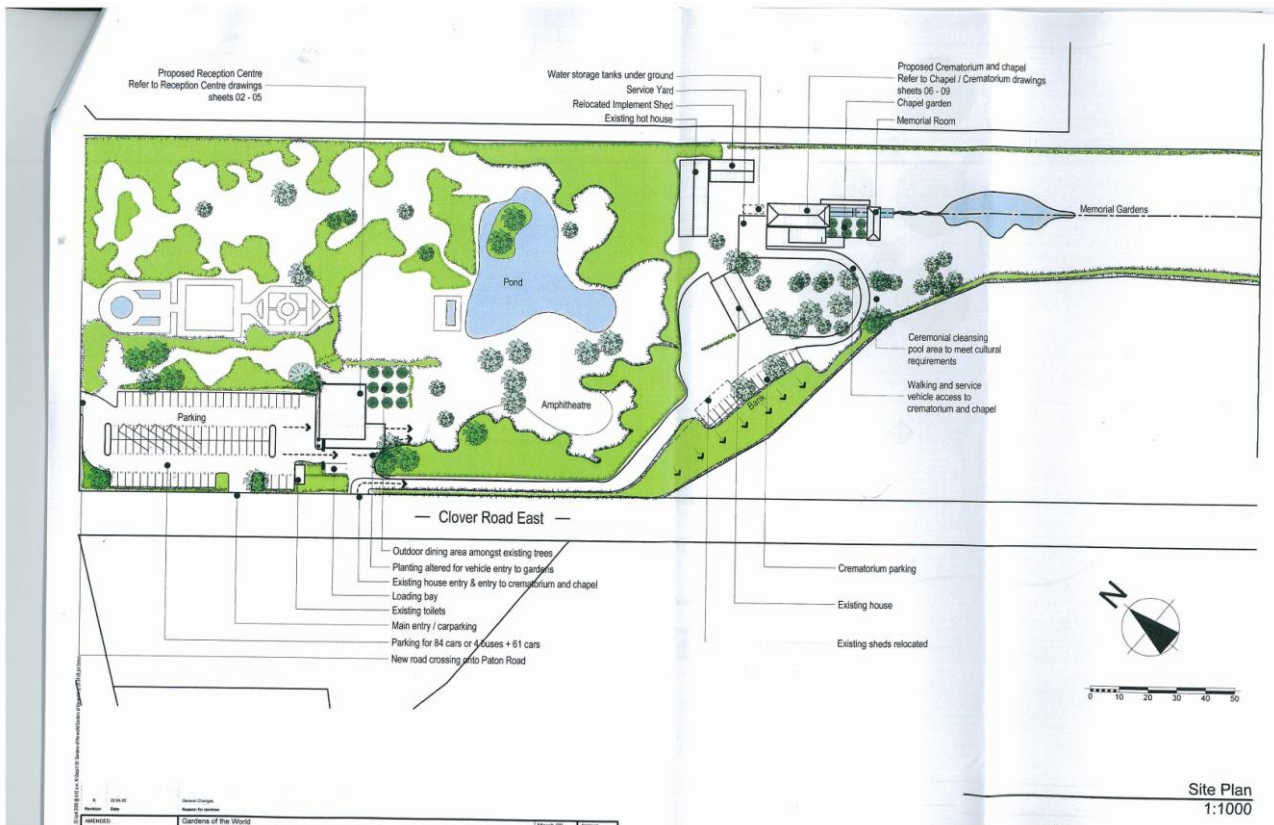 Proposed Reception Centre
Refer to Reception Centre drawings
sheets 02 - 05
Water storage tanks under ground
Service Yard
Relocated Implement Shed
Existing hot house
Proposed Crematorium and chapel
Refer to Chapel / Crematorium drawings
sheets 06 - 09
Chapel garden
Memorial Room
Memorial Gardens
Pond
Ceremonial cleansing
pool area to meet cultural
requirements
Walking and service
vehicle access to
crematorium and chapel
Parking
Amphitheatre
Bank
— Clover Road East —
Outdoor dining area amongst existing trees
Planting altered for vehicle entry to gardens
Existing house entry & entry to crematorium and chapel
Loading bay
Existing toilets
Main entry / carparking
Parking for 84 cars or 4 buses + 61 cars
New road crossing onto Paton Road
Crematorium parking
Existing house
Existing sheds relocated
N
0 10 20 30 40 50
Site Plan
1:1000
General Changes
Revision Date Reason for revision
AMENDED
Gardens of the World